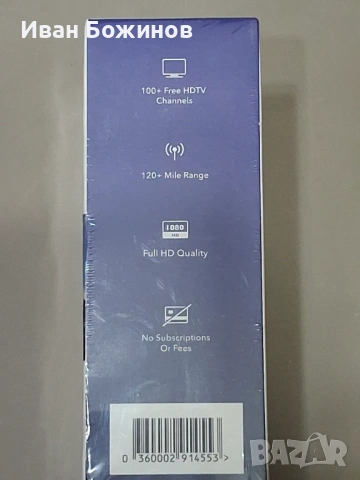 Иван Божинов
100+ Free HDTV
Channels
120+ Mile Range
1080
HD
Full HD Quality
No Subscriptions
Or Fees
0 360002 914553 >
BAZAR